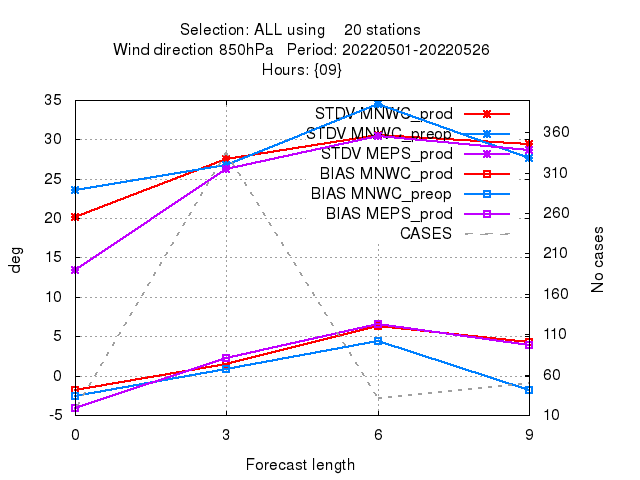 Selection: ALL using    20 stations
Wind direction 850hPa   Period: 20220501-20220526
Hours: {09}
35
30
25
20
15
10
5
0
-5
deg
STDV MNWC_prod
STDV MNWC_preop
STDV MEPS_prod
BIAS MNWC_prod
BIAS MNWC_preop
BIAS MEPS_prod
CASES
360
310
260
210
160
110
60
10
No cases
0 3 6 9
Forecast length